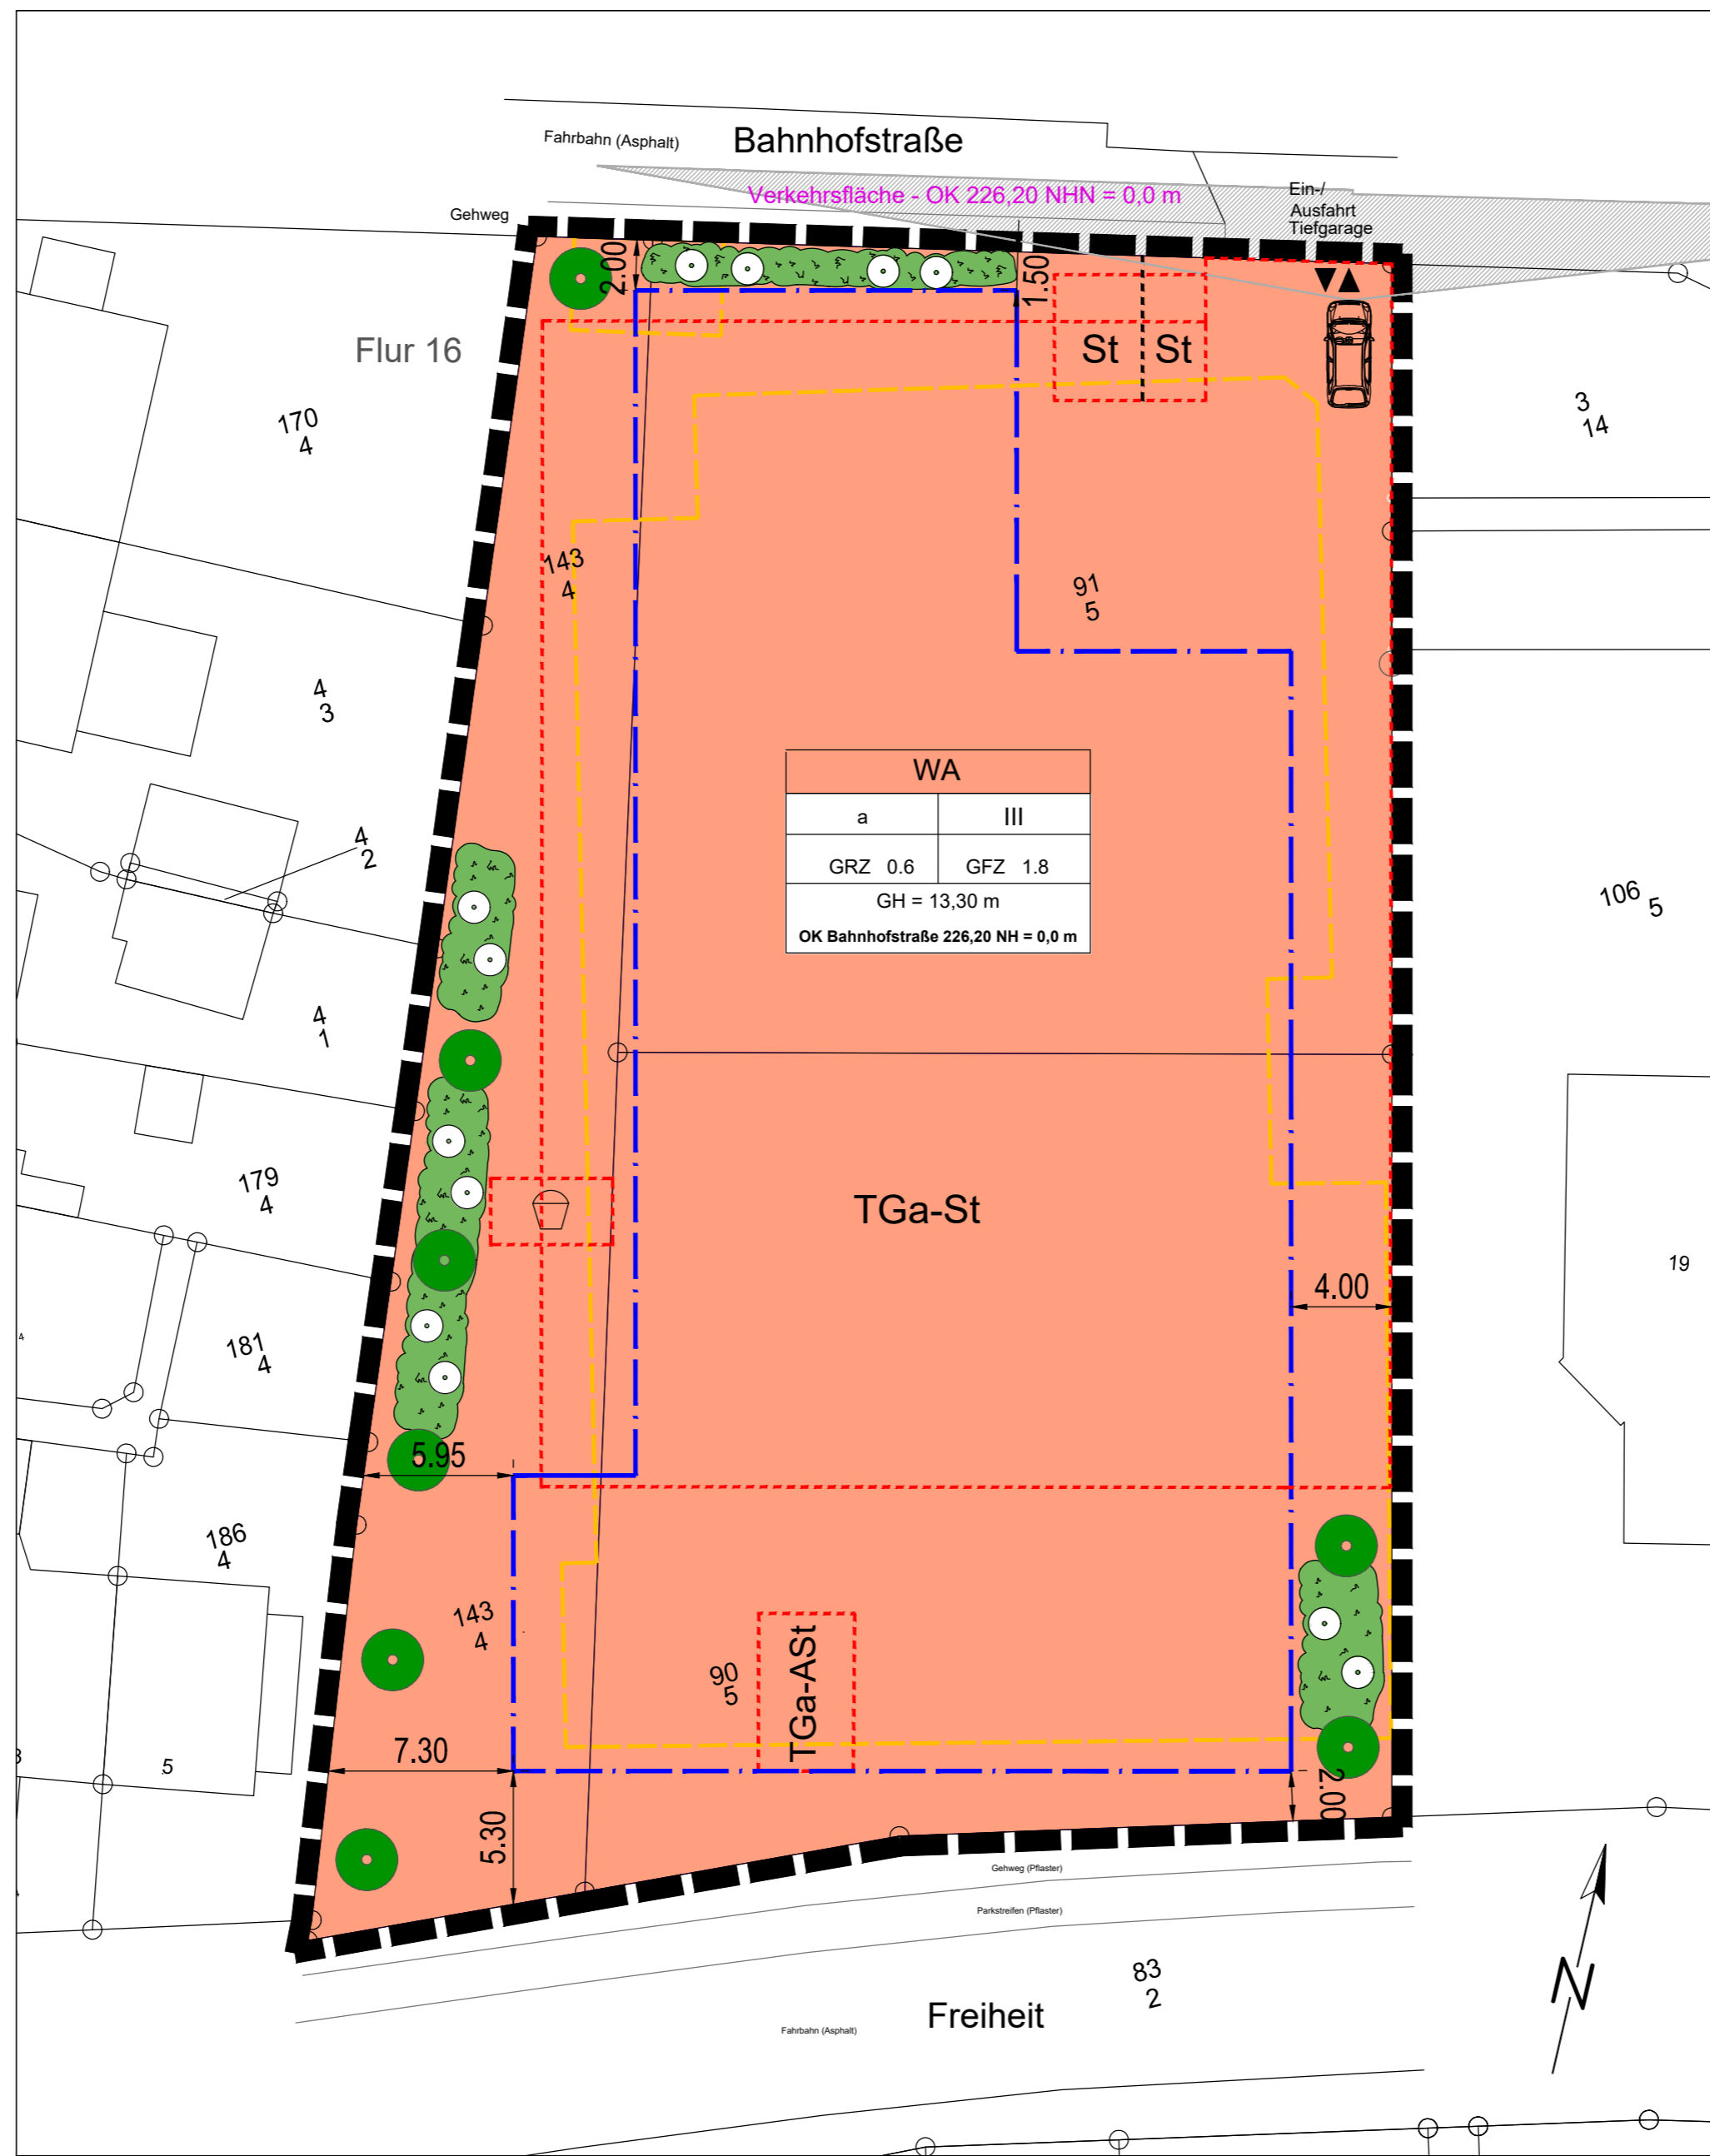 Fahrbahn (Asphalt)
Bahnhofstraße
Verkehrsfläche - OK 226,20 NHN = 0,0 m
Ein-/
Ausfahrt
Tiefgarage
Gehweg
2.00
1.50
Flur 16
St
St
170
4
3
14
143
4
91
5
4
3
WA
a
III
GRZ 0.6
GFZ 1.8
GH = 13,30 m
OK Bahnhofstraße 226,20 NH = 0,0 m
4
2
106
5
4
1
179
4
TGa-St
19
4.00
4
181
4
5.95
186
4
143
4
90
5
TGa-ASt
7.30
5
5.30
2.00
Gehweg (Pflaster)
Parkstreifen (Pflaster)
83
2
Freiheit
Fahrbahn (Asphalt)
N